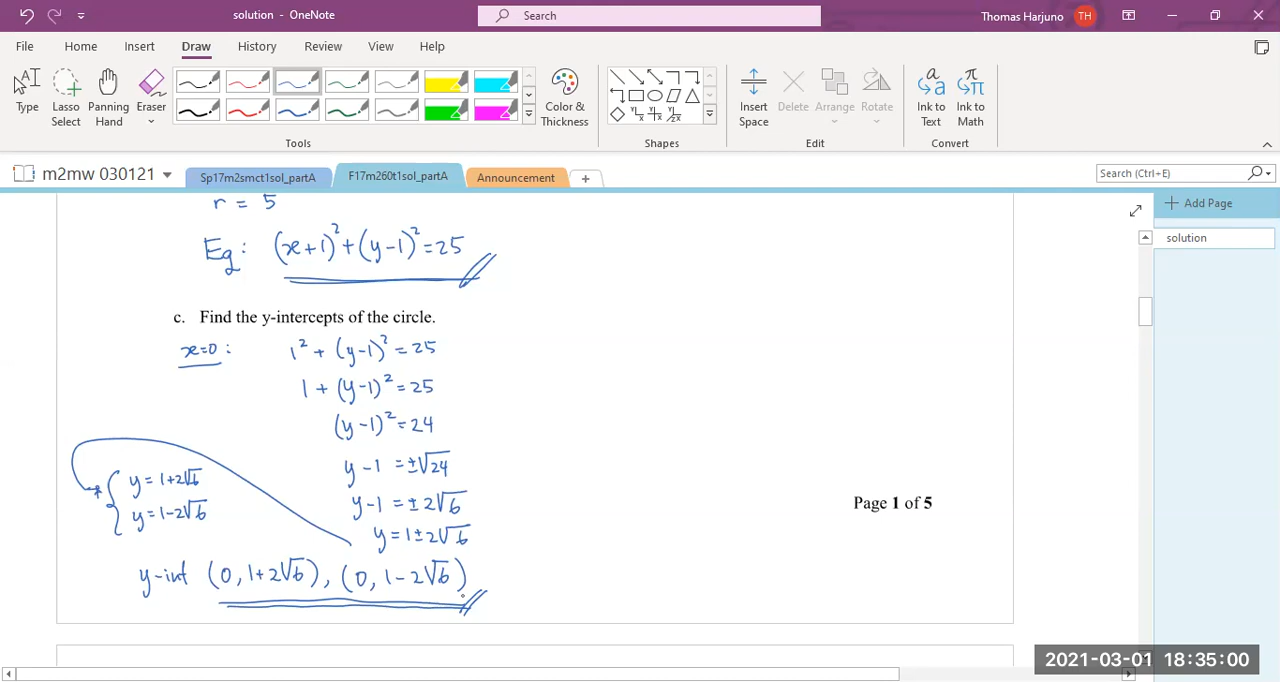 solution - OneNote
Search
Thomas Harjuno TH
File Home Insert Draw History Review View Help
Type
Lasso Select
Panning Hand
Eraser
Color & Thickness
Insert Space
Delete
Arrange
Rotate
Ink to Text
Ink to Math
Tools
Shapes
Edit
Convert
m2mw 030121
Sp17m2smct1sol_partA
F17m260t1sol_partA
Announcement
Search (Ctrl+E)
Add Page
solution
r = 5
Eq: (x+1)²+(y-1)²=25
c. Find the y-intercepts of the circle.
x=0: 1² + (y-1)² = 25
1 + (y-1)² = 25
(y-1)² = 24
y-1 = ±√24
y-1 = ± 2√6
y = 1 ± 2√6
y = 1+2√6
y = 1-2√6
y-int (0, 1+2√6), (0, 1-2√6)
Page 1 of 5
2021-03-01 18:35:00